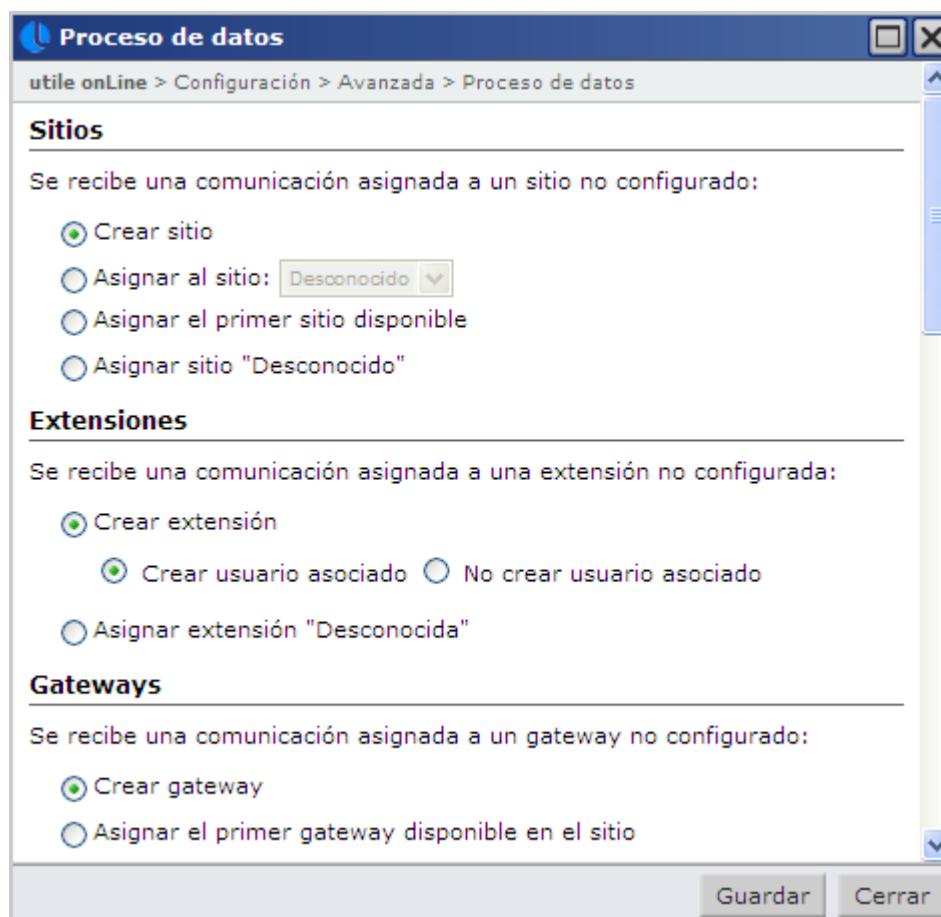 Proceso de datos
utile onLine > Configuración > Avanzada > Proceso de datos
Sitios
Se recibe una comunicación asignada a un sitio no configurado:
Crear sitio
Asignar al sitio: Desconocido
Asignar el primer sitio disponible
Asignar sitio "Desconocido"
Extensiones
Se recibe una comunicación asignada a una extensión no configurada:
Crear extensión
Crear usuario asociado No crear usuario asociado
Asignar extensión "Desconocida"
Gateways
Se recibe una comunicación asignada a un gateway no configurado:
Crear gateway
Asignar el primer gateway disponible en el sitio
Guardar Cerrar